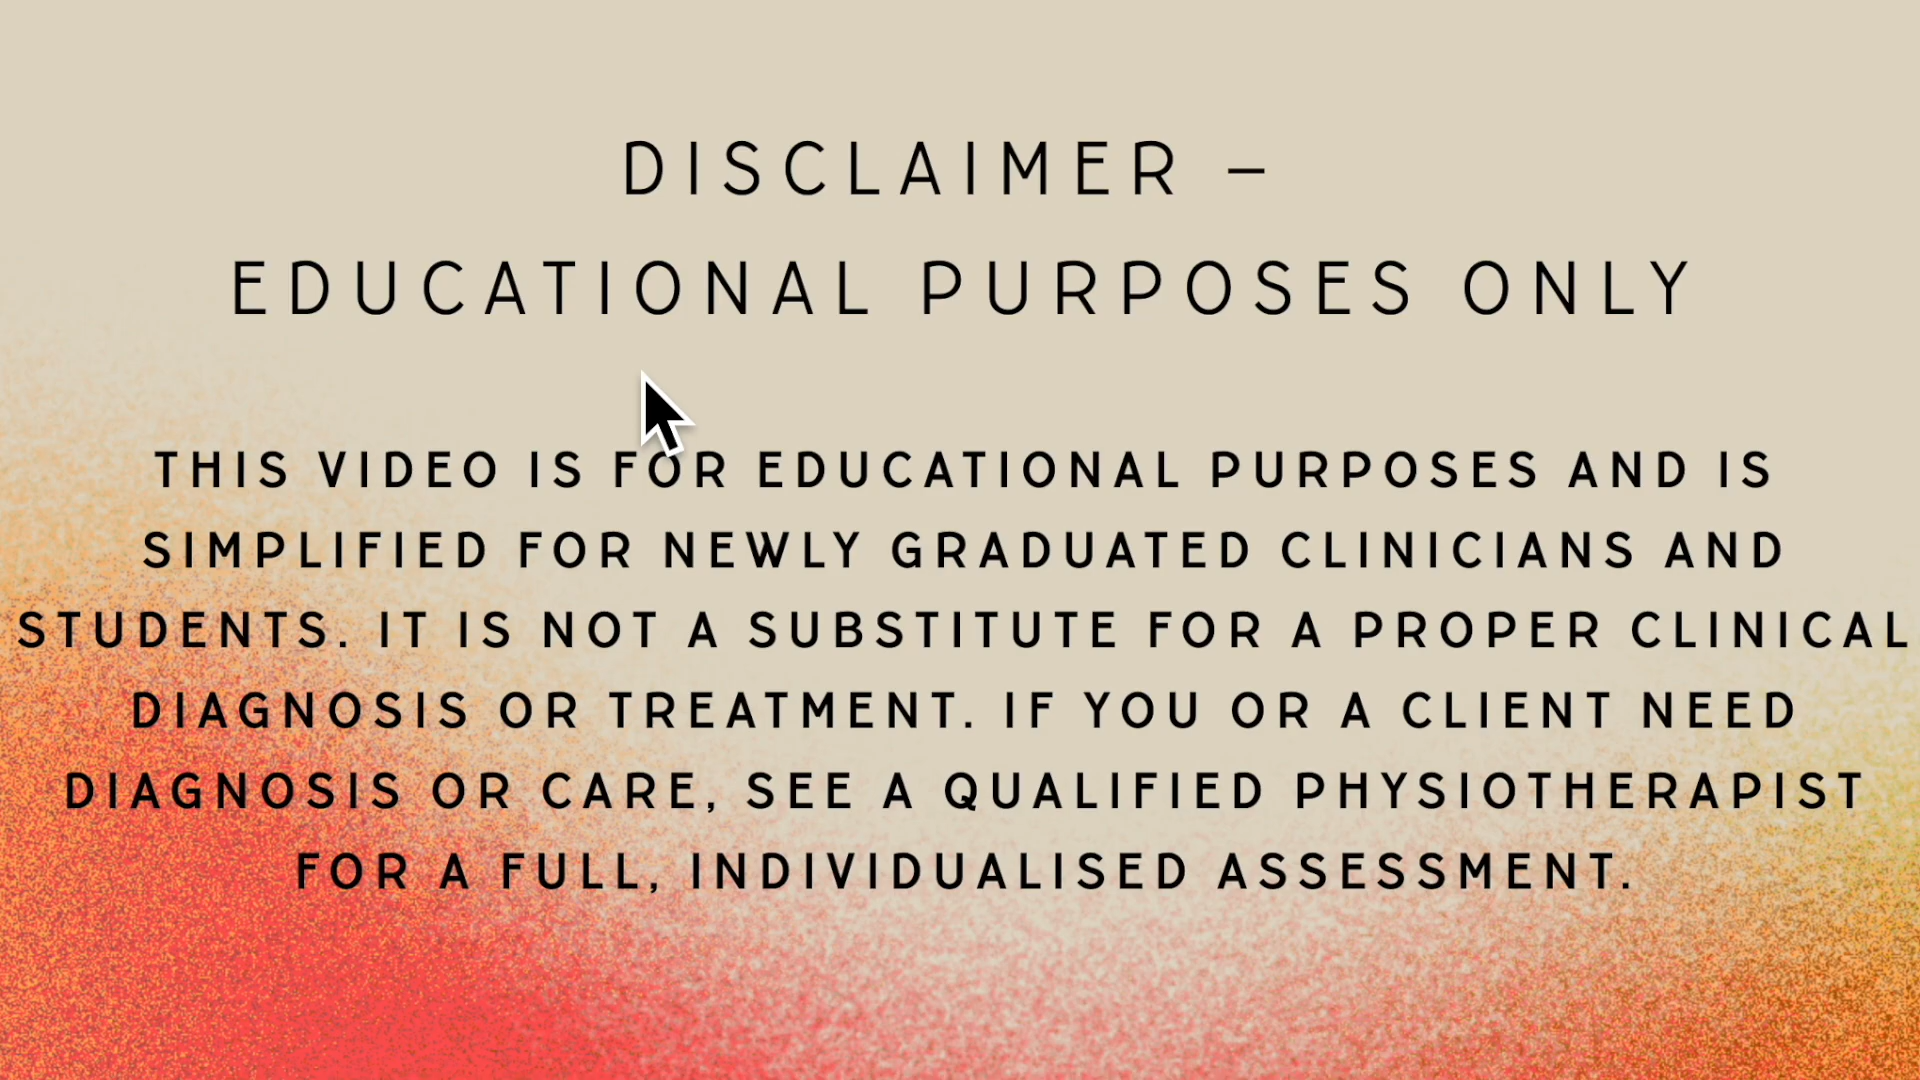 DISCLAIMER –
EDUCATIONAL PURPOSES ONLY
THIS VIDEO IS FOR EDUCATIONAL PURPOSES AND IS
SIMPLIFIED FOR NEWLY GRADUATED CLINICIANS AND
STUDENTS. IT IS NOT A SUBSTITUTE FOR A PROPER CLINICAL
DIAGNOSIS OR TREATMENT. IF YOU OR A CLIENT NEED
DIAGNOSIS OR CARE, SEE A QUALIFIED PHYSIOTHERAPIST
FOR A FULL, INDIVIDUALISED ASSESSMENT.